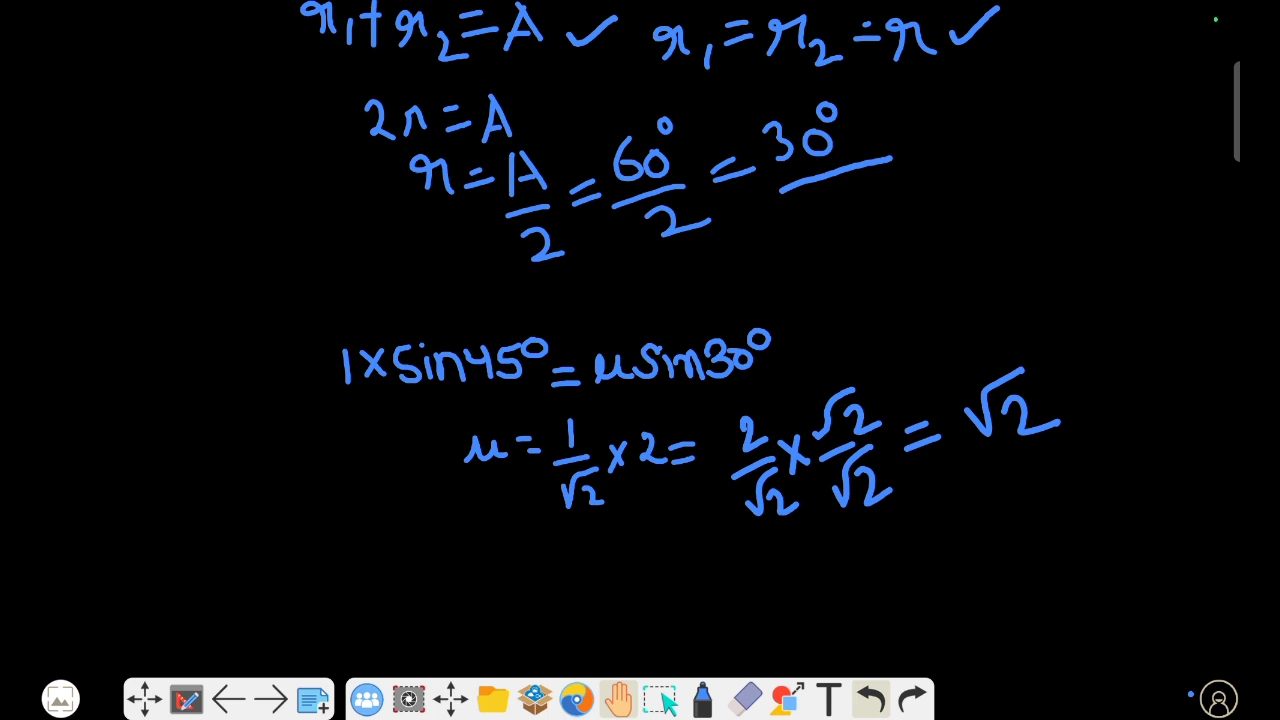 r₁+r₂=A ✓ r₁=r₂=r ✓
2r=A
r=A/2=60°/2=30°
1×Sin45°=μSin30°
μ=1/√2×2=2/√2×√2/√2=√2
T